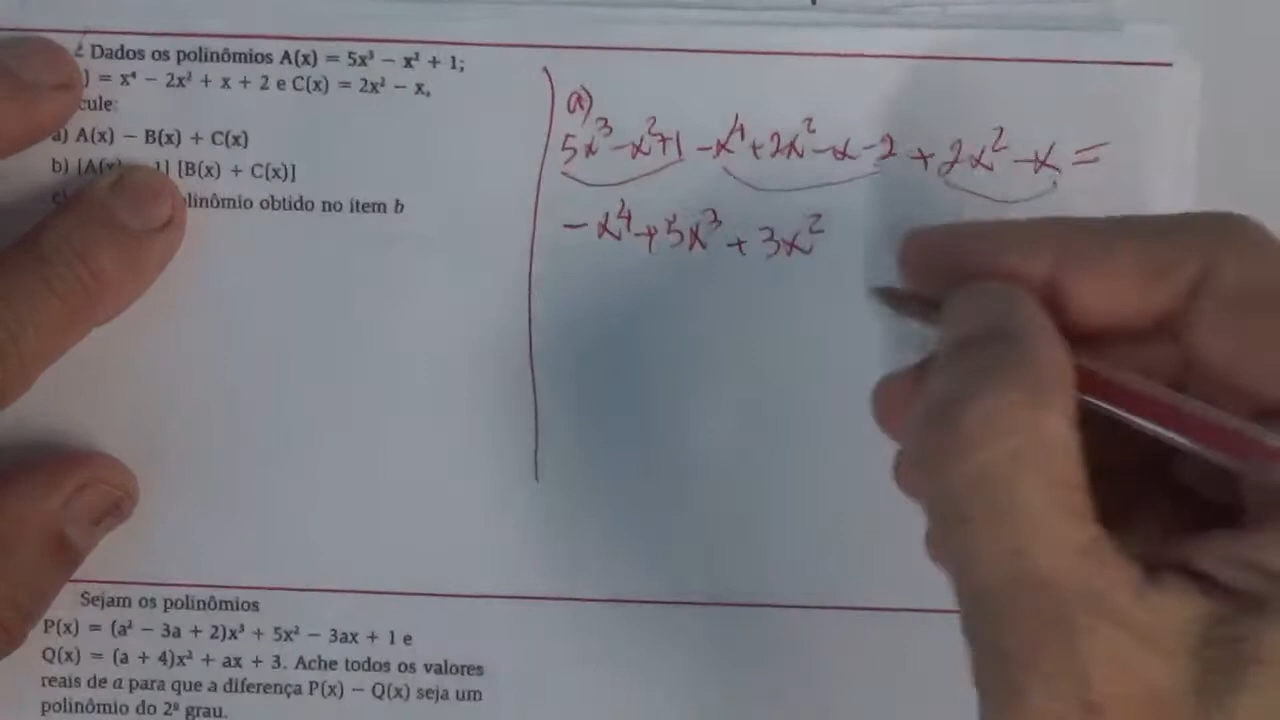 Dados os polinômios A(x) = 5x³ − x² + 1;
) = x⁴ − 2x² + x + 2 e C(x) = 2x² − x,
cule:
a) A(x) − B(x) + C(x)
b) [A(x) − 1] [B(x) + C(x)]
linômio obtido no item b
a)
5x³ − x² + 1 − x⁴ + 2x² − x − 2 + 2x² − x =
− x⁴ + 5x³ + 3x²
Sejam os polinômios
P(x) = (a² − 3a + 2)x³ + 5x² − 3ax + 1 e
Q(x) = (a + 4)x² + ax + 3. Ache todos os valores
reais de a para que a diferença P(x) − Q(x) seja um
polinômio do 2º grau.